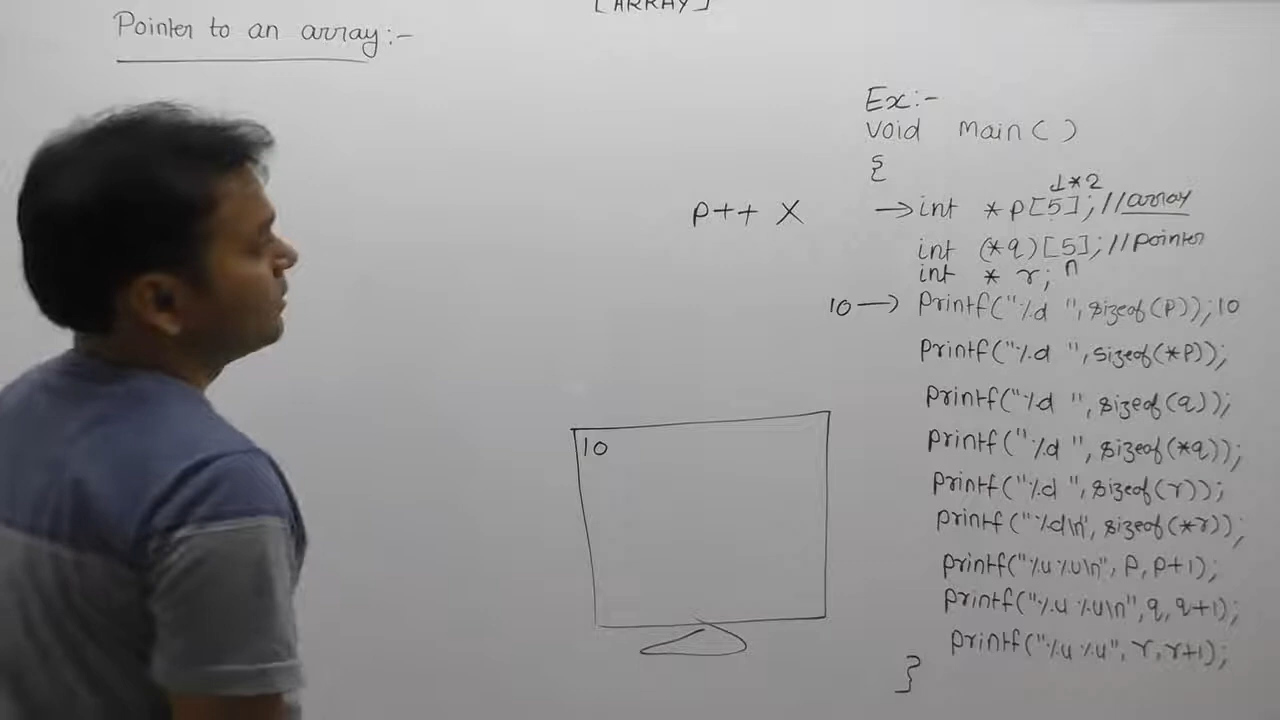 [ARRAY]
Pointer to an array:-
Ex:-
void main( )
{
1*2
p++ X
→ int *p[5]; //array
int (*q)[5]; //pointer
int * r; n
10 → printf("%d ", sizeof(p)); 10
printf("%d ", sizeof(*p));
printf("%d ", sizeof(q));
printf("%d ", sizeof(*q));
printf("%d ", sizeof(r));
printf("%d\n", sizeof(*r));
printf("%u %u\n", p, p+1);
printf("%u %u\n", q, q+1);
printf("%u %u", r, r+1);
}
10